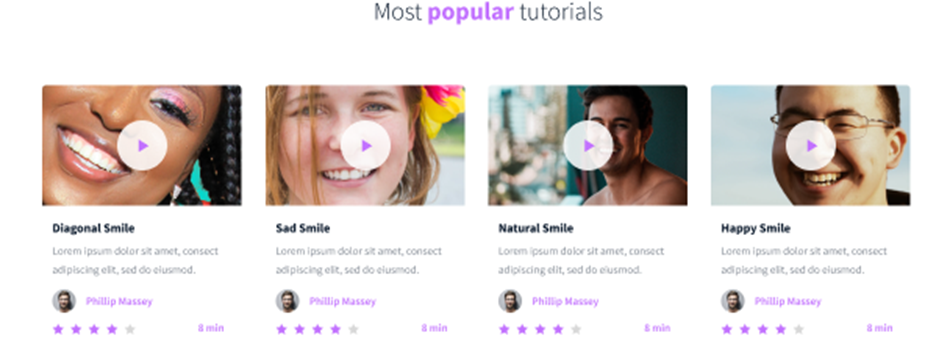 Most popular tutorials
Diagonal Smile
Lorem ipsum dolor sit amet, consect
adipiscing elit, sed do eiusmod.
Phillip Massey
8 min
Sad Smile
Lorem ipsum dolor sit amet, consect
adipiscing elit, sed do eiusmod.
Phillip Massey
8 min
Natural Smile
Lorem ipsum dolor sit amet, consect
adipiscing elit, sed do eiusmod.
Phillip Massey
8 min
Happy Smile
Lorem ipsum dolor sit amet, consect
adipiscing elit, sed do eiusmod.
Phillip Massey
8 min